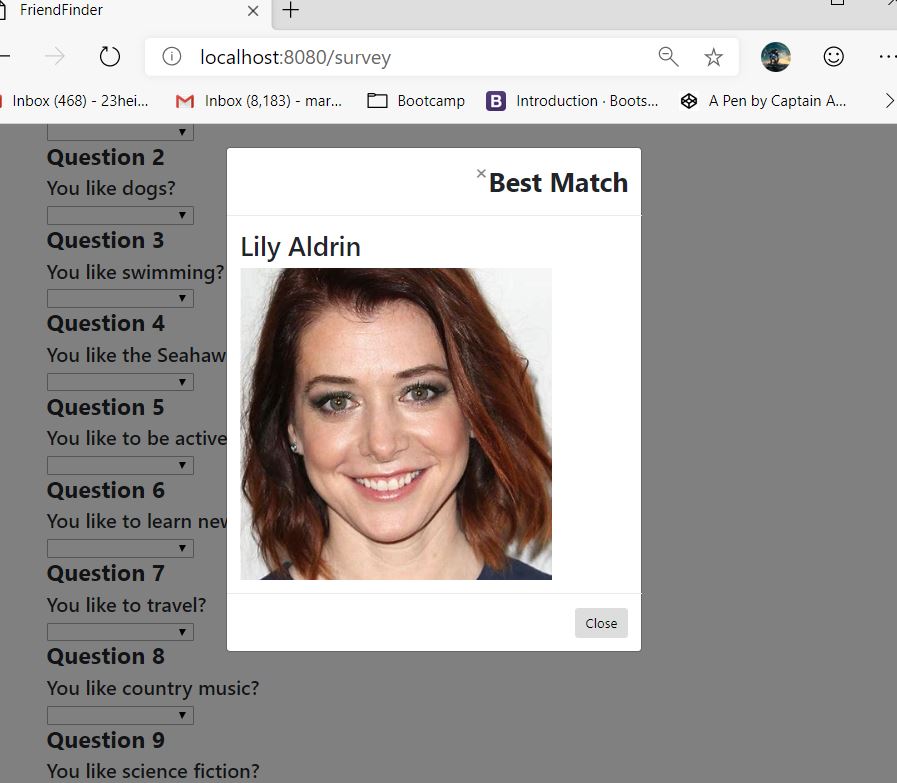 FriendFinder
localhost:8080/survey
Inbox (468) - 23hei...
Inbox (8,183) - mar...
Bootcamp
B
Introduction · Boots...
A Pen by Captain A...
Question 2
You like dogs?
Question 3
You like swimming?
Question 4
You like the Seahaw
Question 5
You like to be active
Question 6
You like to learn new
Question 7
You like to travel?
Question 8
You like country music?
Question 9
You like science fiction?
×Best Match
Lily Aldrin
Close